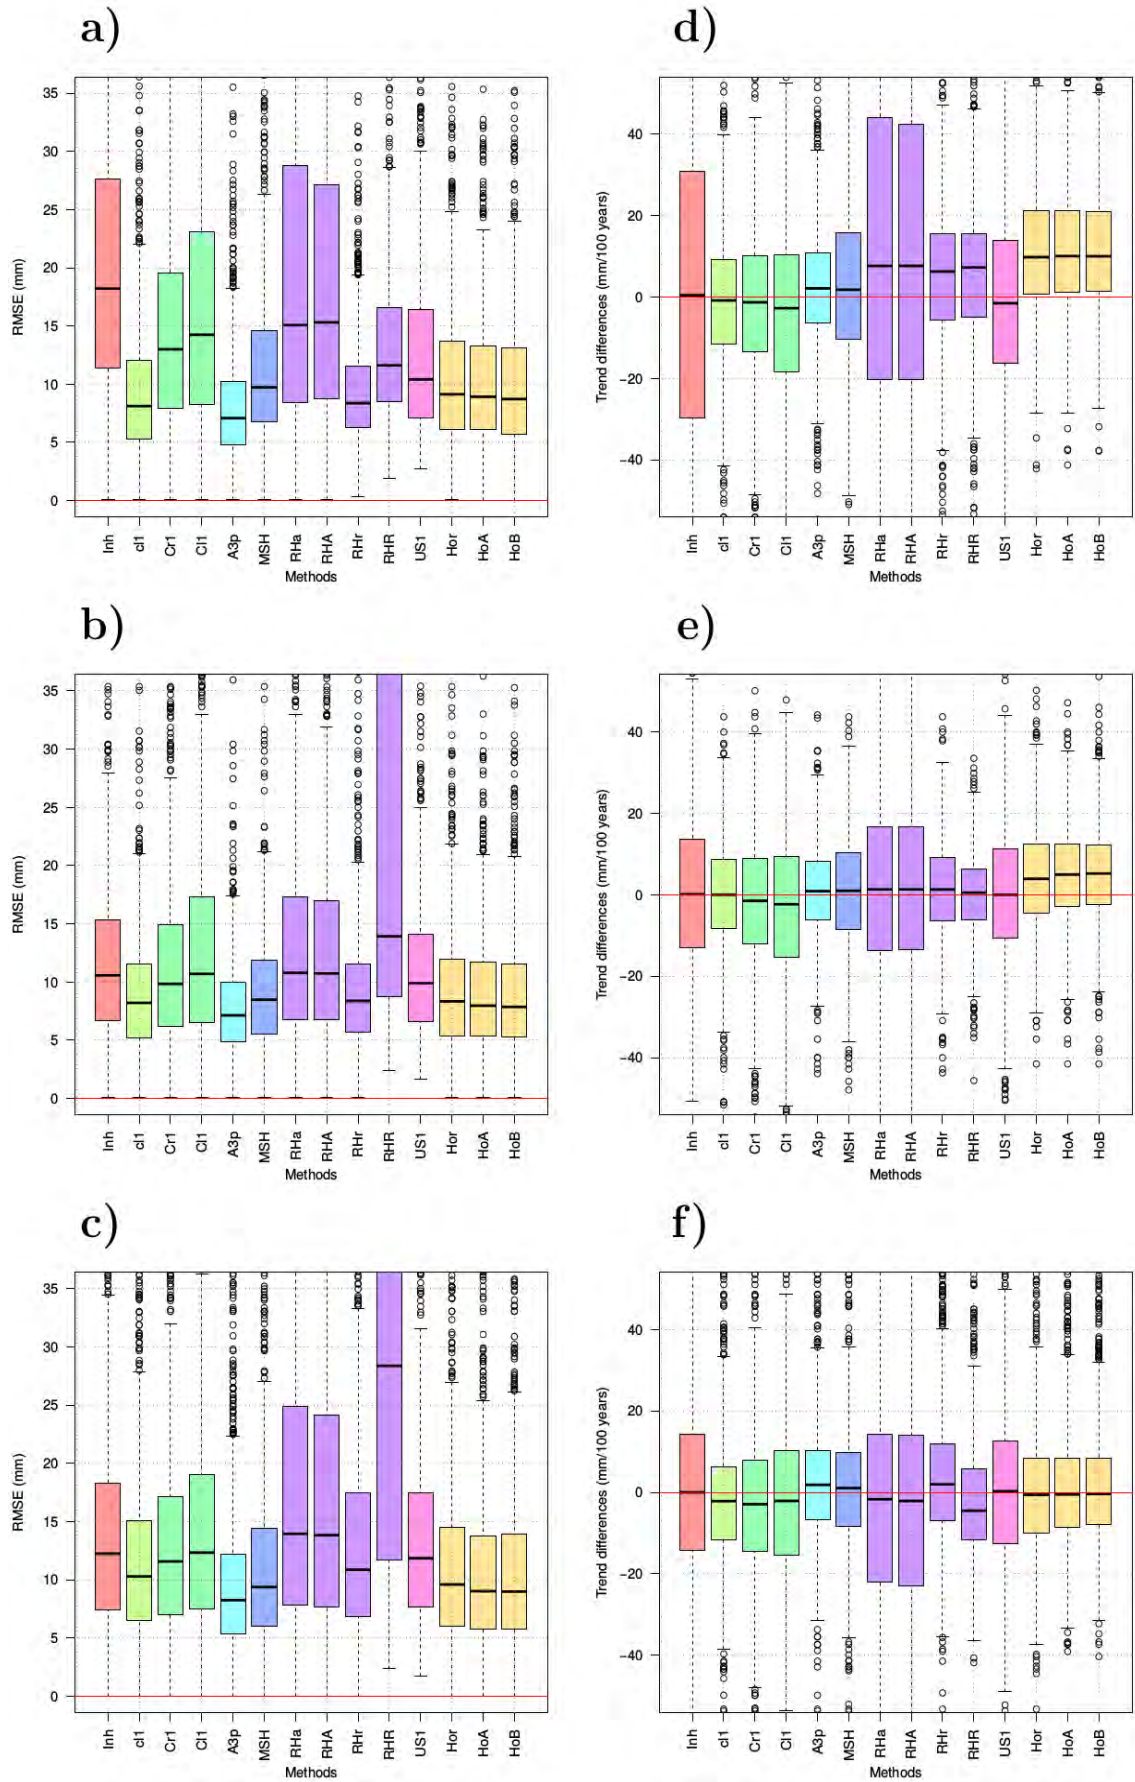 a)
35
30
25
20
15
10
5
0
RMSE (mm)
Inh cl1 Cr1 Cl1 A3p MSH RHa RHA RHr RHR US1 Hor HoA HoB
Methods
d)
40
20
0
−20
−40
Trend differences (mm/100 years)
Inh cl1 Cr1 Cl1 A3p MSH RHa RHA RHr RHR US1 Hor HoA HoB
Methods
b)
35
30
25
20
15
10
5
0
RMSE (mm)
Inh cl1 Cr1 Cl1 A3p MSH RHa RHA RHr RHR US1 Hor HoA HoB
Methods
e)
40
20
0
−20
−40
Trend differences (mm/100 years)
Inh cl1 Cr1 Cl1 A3p MSH RHa RHA RHr RHR US1 Hor HoA HoB
Methods
c)
35
30
25
20
15
10
5
0
RMSE (mm)
Inh cl1 Cr1 Cl1 A3p MSH RHa RHA RHr RHR US1 Hor HoA HoB
Methods
f)
40
20
0
−20
−40
Trend differences (mm/100 years)
Inh cl1 Cr1 Cl1 A3p MSH RHa RHA RHr RHR US1 Hor HoA HoB
Methods